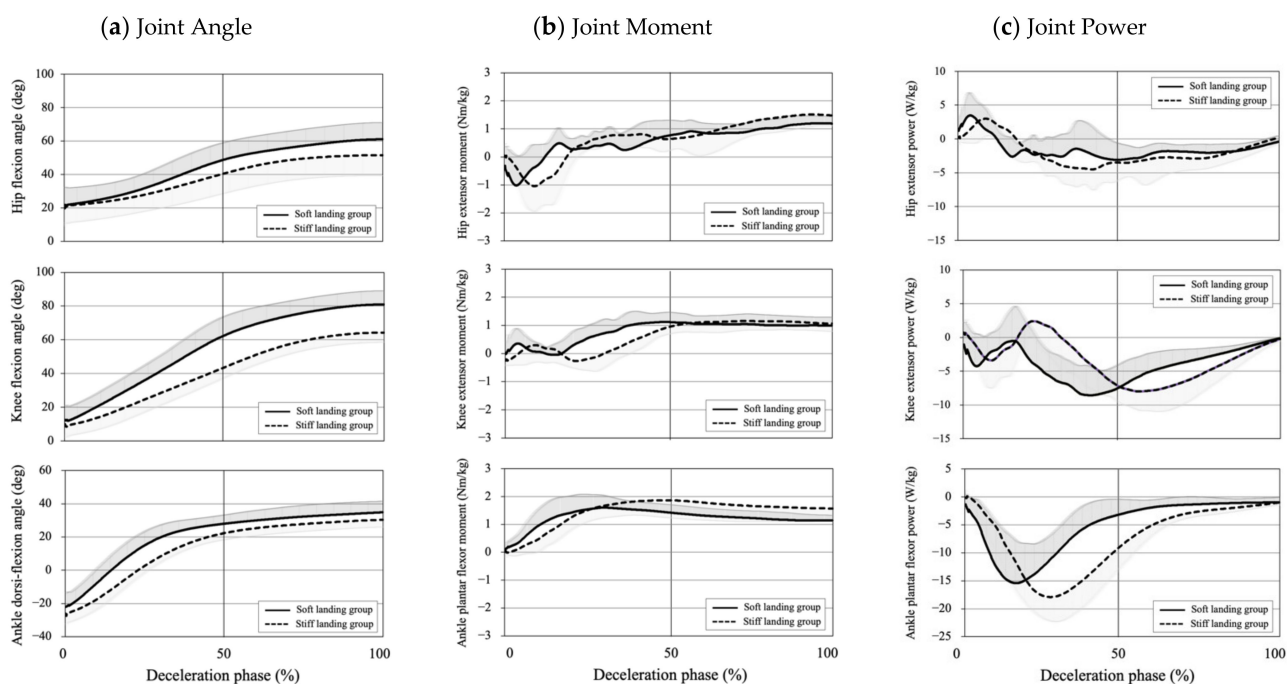 (a) Joint Angle
(b) Joint Moment
(c) Joint Power
Hip flexion angle (deg)
100
80
60
40
20
0
Soft landing group
Stiff landing group
Hip extensor moment (Nm/kg)
3
2
1
0
−1
−2
−3
Soft landing group
Stiff landing group
Hip extensor power (W/kg)
10
5
0
−5
−10
−15
Soft landing group
Stiff landing group
Knee flexion angle (deg)
100
80
60
40
20
0
Soft landing group
Stiff landing group
Knee extensor moment (Nm/kg)
3
2
1
0
−1
−2
−3
Soft landing group
Stiff landing group
Knee extensor power (W/kg)
10
5
0
−5
−10
−15
Soft landing group
Stiff landing group
Ankle dorsi-flexion angle (deg)
60
40
20
0
−20
−40
Soft landing group
Stiff landing group
0
50
100
Deceleration phase (%)
Ankle plantar flexor moment (Nm/kg)
3
2
1
0
−1
−2
−3
Soft landing group
Stiff landing group
0
50
100
Deceleration phase (%)
Ankle plantar flexor power (W/kg)
0
−5
−10
−15
−20
−25
Soft landing group
Stiff landing group
0
50
100
Deceleration phase (%)